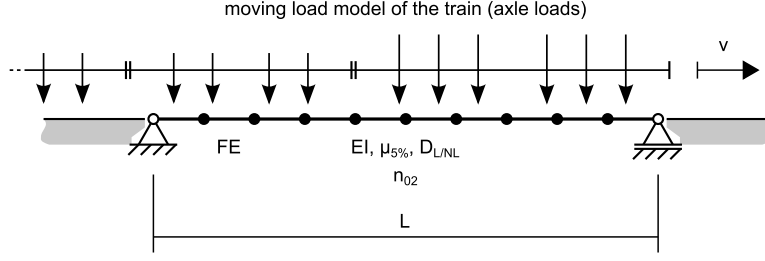 moving load model of the train (axle loads)
v
FE
EI, μ5%, DL/NL
n02
L